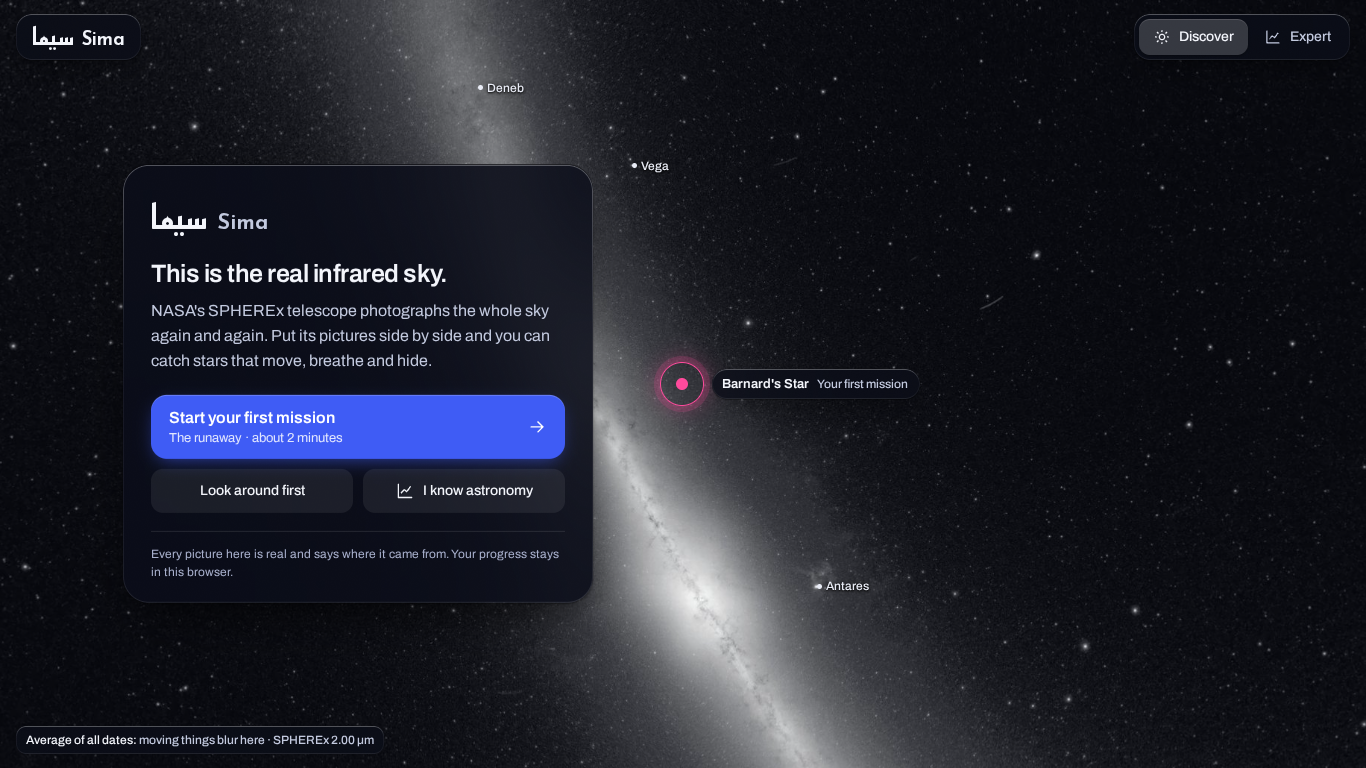 سيما Sima
Discover
Expert
Deneb
Vega
سيما Sima
This is the real infrared sky.
NASA's SPHEREx telescope photographs the whole sky
again and again. Put its pictures side by side and you can
catch stars that move, breathe and hide.
Barnard's Star Your first mission
Start your first mission
The runaway · about 2 minutes
Look around first
I know astronomy
Every picture here is real and says where it came from. Your progress stays
in this browser.
Antares
Average of all dates: moving things blur here · SPHEREx 2.00 µm